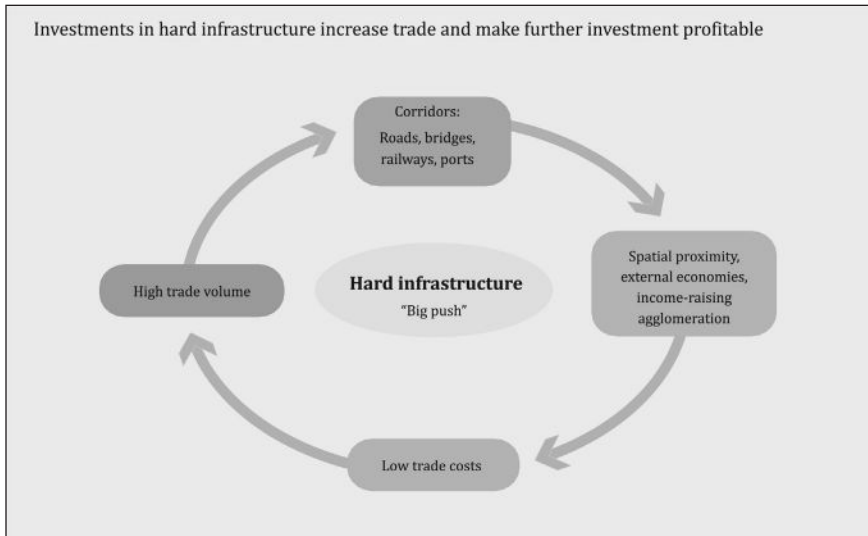 Investments in hard infrastructure increase trade and make further investment profitable
Corridors:
Roads, bridges,
railways, ports
Spatial proximity,
external economies,
income-raising
agglomeration
Hard infrastructure
“Big push”
High trade volume
Low trade costs